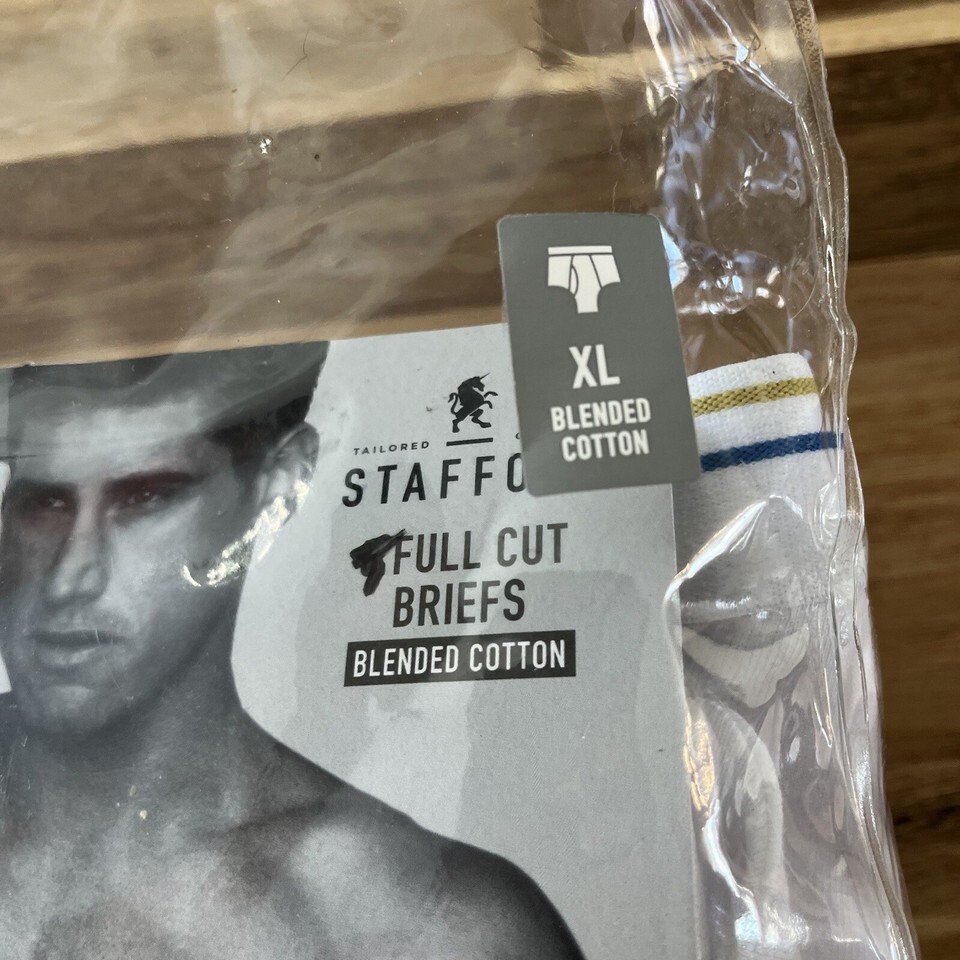 XL
BLENDED
COTTON
TAILORED
STAFFO
FULL CUT
BRIEFS
BLENDED COTTON